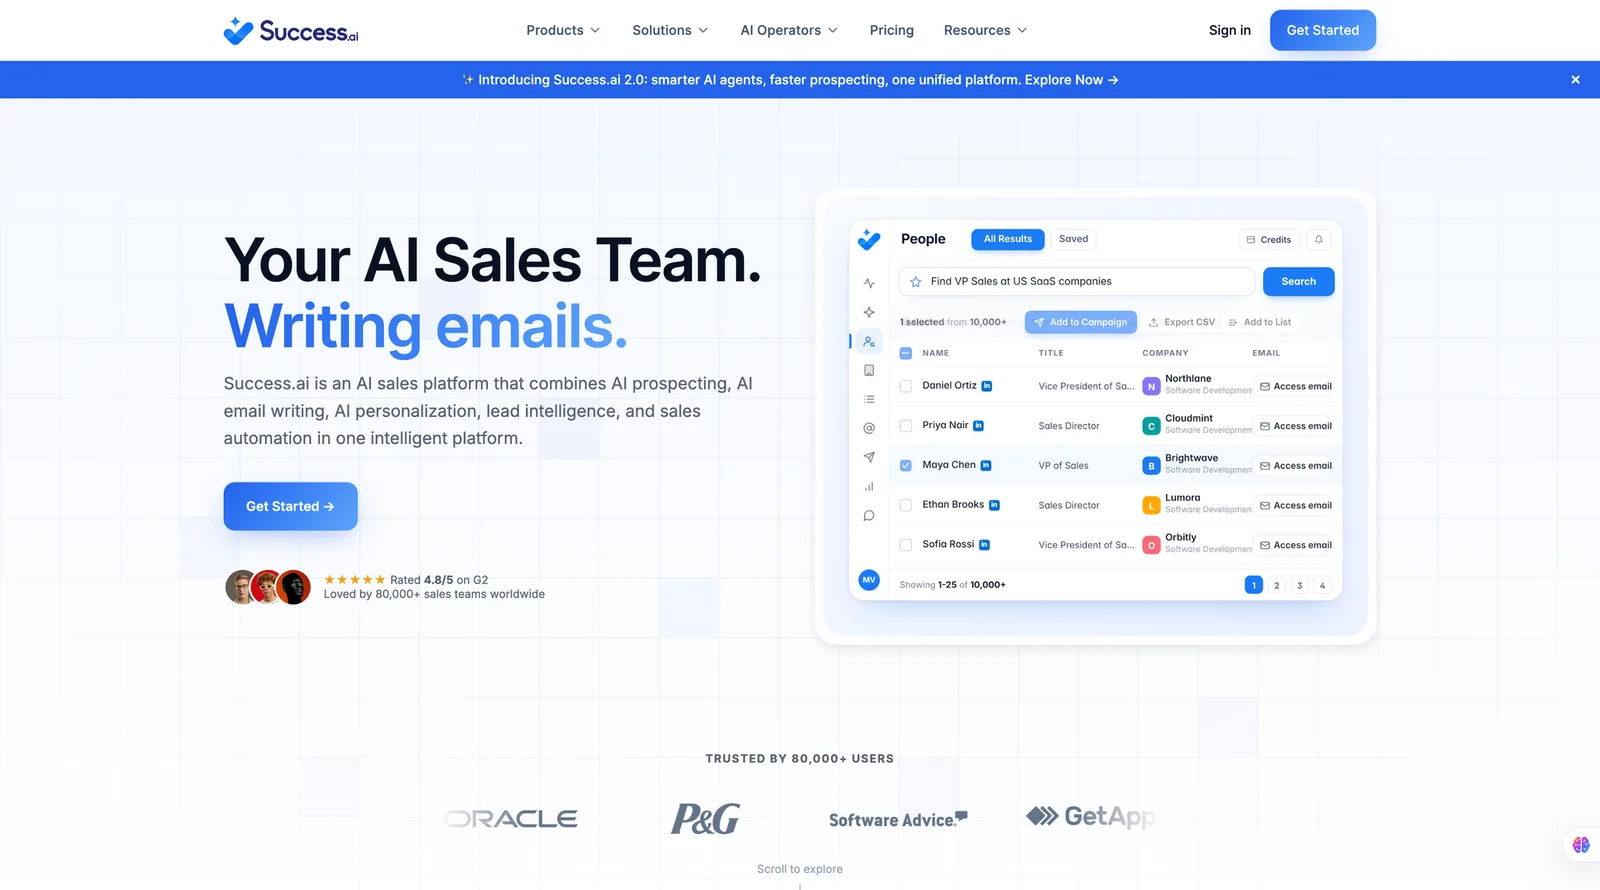 Success.ai
Products
Solutions
AI Operators
Pricing
Resources
Sign in
Get Started
✨ Introducing Success.ai 2.0: smarter AI agents, faster prospecting, one unified platform. Explore Now →
×
Your AI Sales Team.
Writing emails.
Success.ai is an AI sales platform that combines AI prospecting, AI
email writing, AI personalization, lead intelligence, and sales
automation in one intelligent platform.
Get Started →
★★★★★ Rated 4.8/5 on G2
Loved by 80,000+ sales teams worldwide
People
All Results
Saved
Credits
Find VP Sales at US SaaS companies
Search
1 selected from 10,000+
Add to Campaign
Export CSV
Add to List
NAME TITLE COMPANY EMAIL
Daniel Ortiz in Vice President of Sa... N Northlane Access email
Software Developmen
Priya Nair in Sales Director C Cloudmint Access email
Software Developmen
Maya Chen in VP of Sales B Brightwave Access email
Software Developmen
Ethan Brooks in Sales Director L Lumora Access email
Software Developmen
Sofia Rossi in Vice President of Sa... O Orbitly Access email
Software Developmen
MV
Showing 1-25 of 10,000+
1 2 3 4
TRUSTED BY 80,000+ USERS
ORACLE
P&G
Software Advice.
GetApp
Scroll to explore